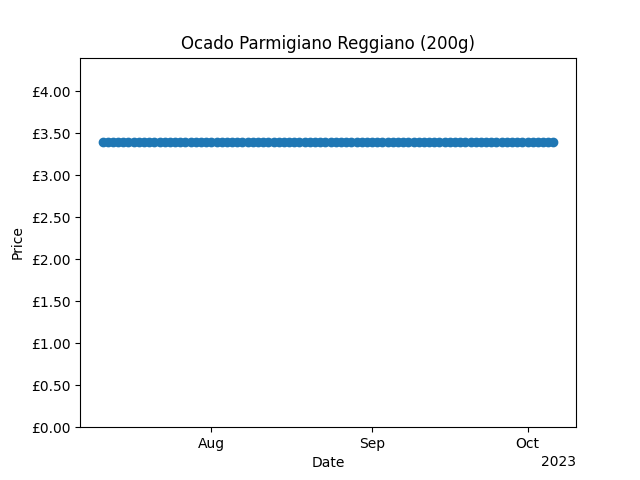 Ocado Parmigiano Reggiano (200g)
£4.00
£3.50
£3.00
£2.50
£2.00
£1.50
£1.00
£0.50
£0.00
Price
Aug Sep Oct
Date
2023